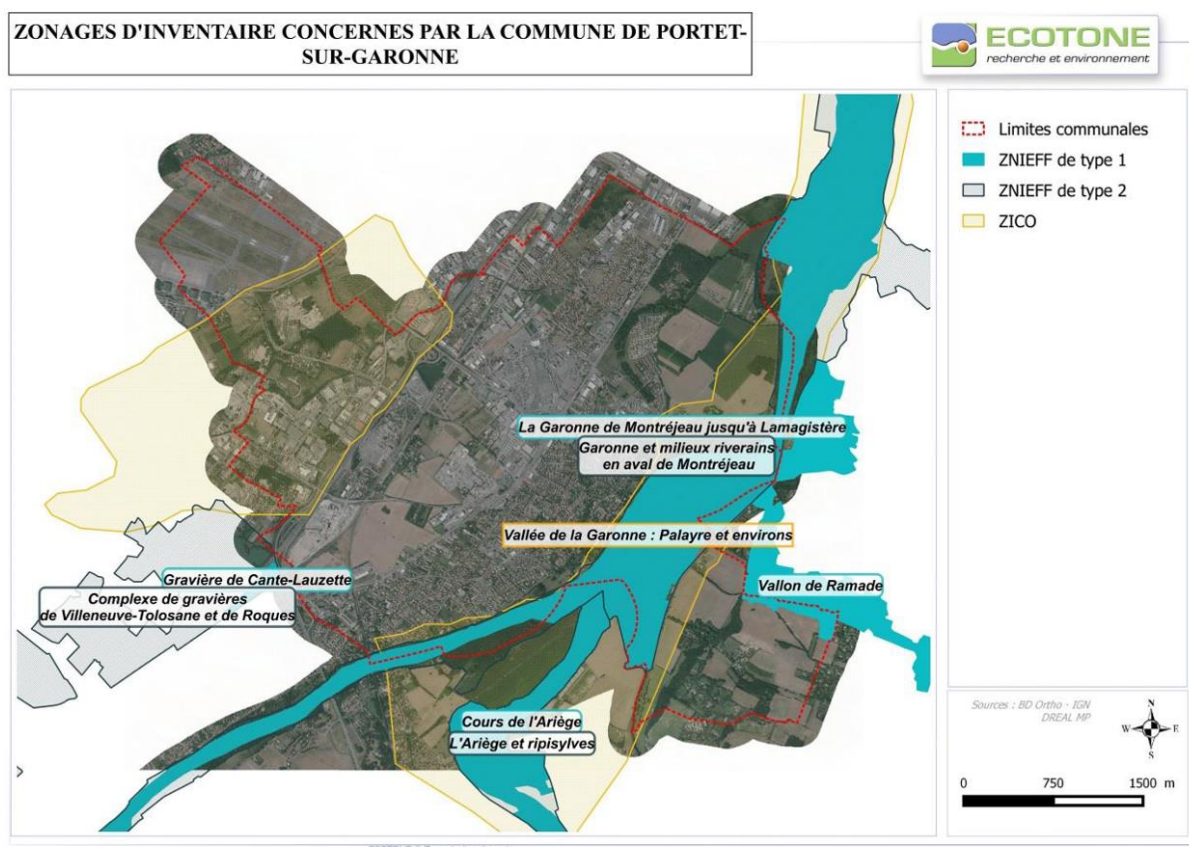 ZONAGES D'INVENTAIRE CONCERNES PAR LA COMMUNE DE PORTET-
SUR-GARONNE
ECOTONE
recherche et environnement
Limites communales
ZNIEFF de type 1
ZNIEFF de type 2
ZICO
La Garonne de Montréjeau jusqu'à Lamagistère
Garonne et milieux riverains
en aval de Montréjeau
Vallée de la Garonne : Palayre et environs
Gravière de Cante-Lauzette
Complexe de gravières
de Villeneuve-Tolosane et de Roques
Vallon de Ramade
Cours de l'Ariège
L'Ariège et ripisylves
Sources : BD Ortho - IGN
DREAL MP
N
W E
S
0 750 1500 m